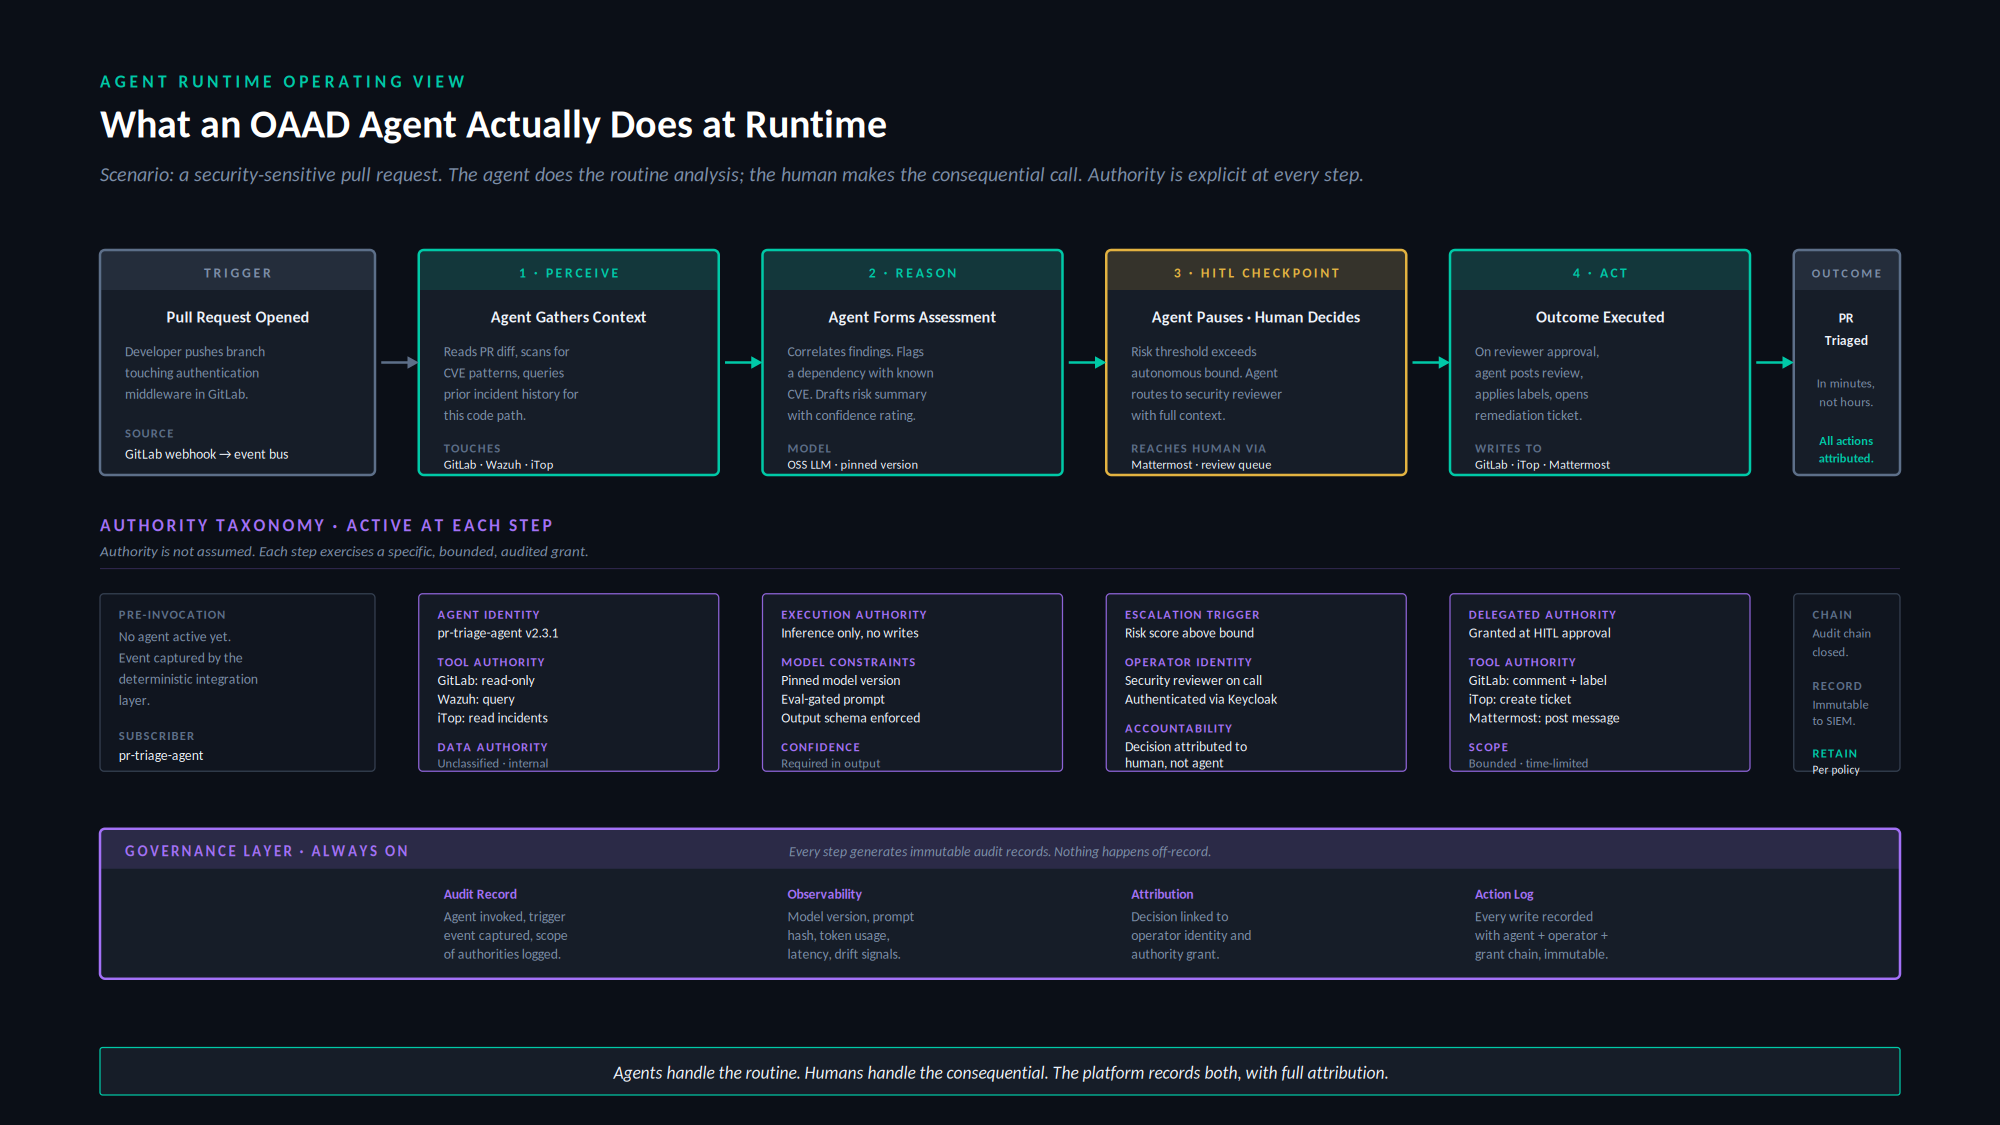 AGENT RUNTIME OPERATING VIEW
What an OAAD Agent Actually Does at Runtime
Scenario: a security-sensitive pull request. The agent does the routine analysis; the human makes the consequential call. Authority is explicit at every step.
TRIGGER
Pull Request Opened
Developer pushes branch
touching authentication
middleware in GitLab.
SOURCE
GitLab webhook → event bus
1 · PERCEIVE
Agent Gathers Context
Reads PR diff, scans for
CVE patterns, queries
prior incident history for
this code path.
TOUCHES
GitLab · Wazuh · iTop
2 · REASON
Agent Forms Assessment
Correlates findings. Flags
a dependency with known
CVE. Drafts risk summary
with confidence rating.
MODEL
OSS LLM · pinned version
3 · HITL CHECKPOINT
Agent Pauses · Human Decides
Risk threshold exceeds
autonomous bound. Agent
routes to security reviewer
with full context.
REACHES HUMAN VIA
Mattermost · review queue
4 · ACT
Outcome Executed
On reviewer approval,
agent posts review,
applies labels, opens
remediation ticket.
WRITES TO
GitLab · iTop · Mattermost
OUTCOME
PR
Triaged
In minutes,
not hours.
All actions
attributed.
AUTHORITY TAXONOMY · ACTIVE AT EACH STEP
Authority is not assumed. Each step exercises a specific, bounded, audited grant.
PRE-INVOCATION
No agent active yet.
Event captured by the
deterministic integration
layer.
SUBSCRIBER
pr-triage-agent
AGENT IDENTITY
pr-triage-agent v2.3.1
TOOL AUTHORITY
GitLab: read-only
Wazuh: query
iTop: read incidents
DATA AUTHORITY
Unclassified · internal
EXECUTION AUTHORITY
Inference only, no writes
MODEL CONSTRAINTS
Pinned model version
Eval-gated prompt
Output schema enforced
CONFIDENCE
Required in output
ESCALATION TRIGGER
Risk score above bound
OPERATOR IDENTITY
Security reviewer on call
Authenticated via Keycloak
ACCOUNTABILITY
Decision attributed to
human, not agent
DELEGATED AUTHORITY
Granted at HITL approval
TOOL AUTHORITY
GitLab: comment + label
iTop: create ticket
Mattermost: post message
SCOPE
Bounded · time-limited
CHAIN
Audit chain
closed.
RECORD
Immutable
to SIEM.
RETAIN
Per policy
GOVERNANCE LAYER · ALWAYS ON
Every step generates immutable audit records. Nothing happens off-record.
Audit Record
Agent invoked, trigger
event captured, scope
of authorities logged.
Observability
Model version, prompt
hash, token usage,
latency, drift signals.
Attribution
Decision linked to
operator identity and
authority grant.
Action Log
Every write recorded
with agent + operator +
grant chain, immutable.
Agents handle the routine. Humans handle the consequential. The platform records both, with full attribution.